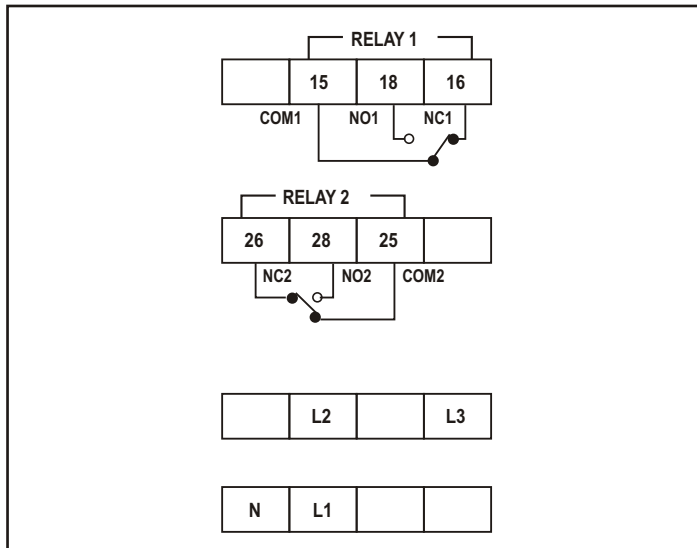 RELAY 1
15 18 16
COM1 NO1 NC1
RELAY 2
26 28 25
NC2 NO2 COM2
L2 L3
N L1